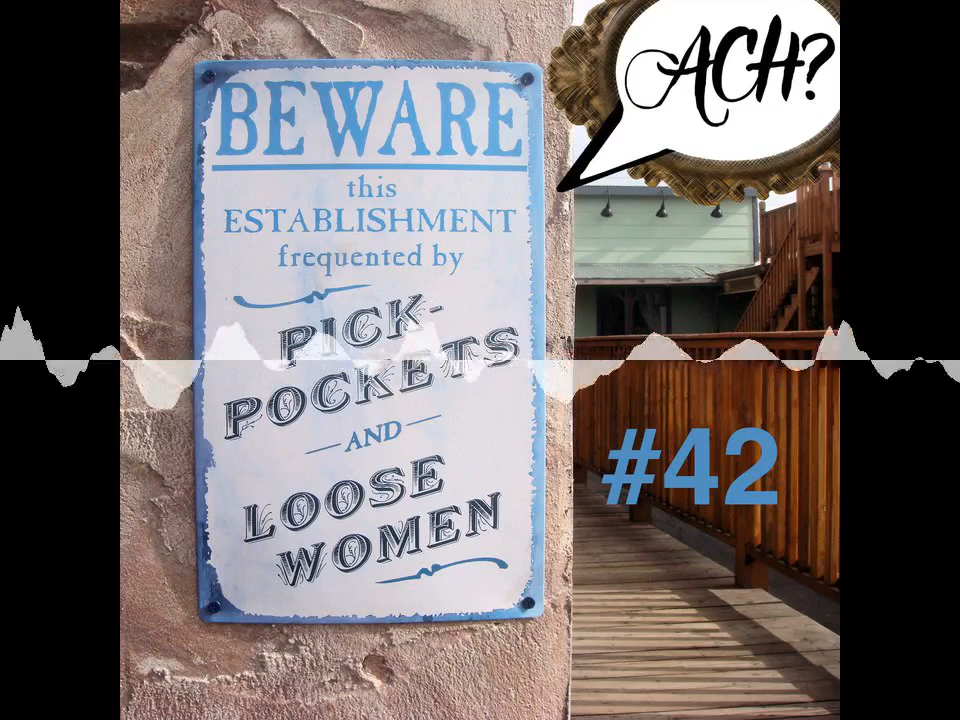 BEWARE
this
ESTABLISHMENT
frequented by
PICK-
POCKETS
AND
LOOSE
WOMEN
ACH?
#42